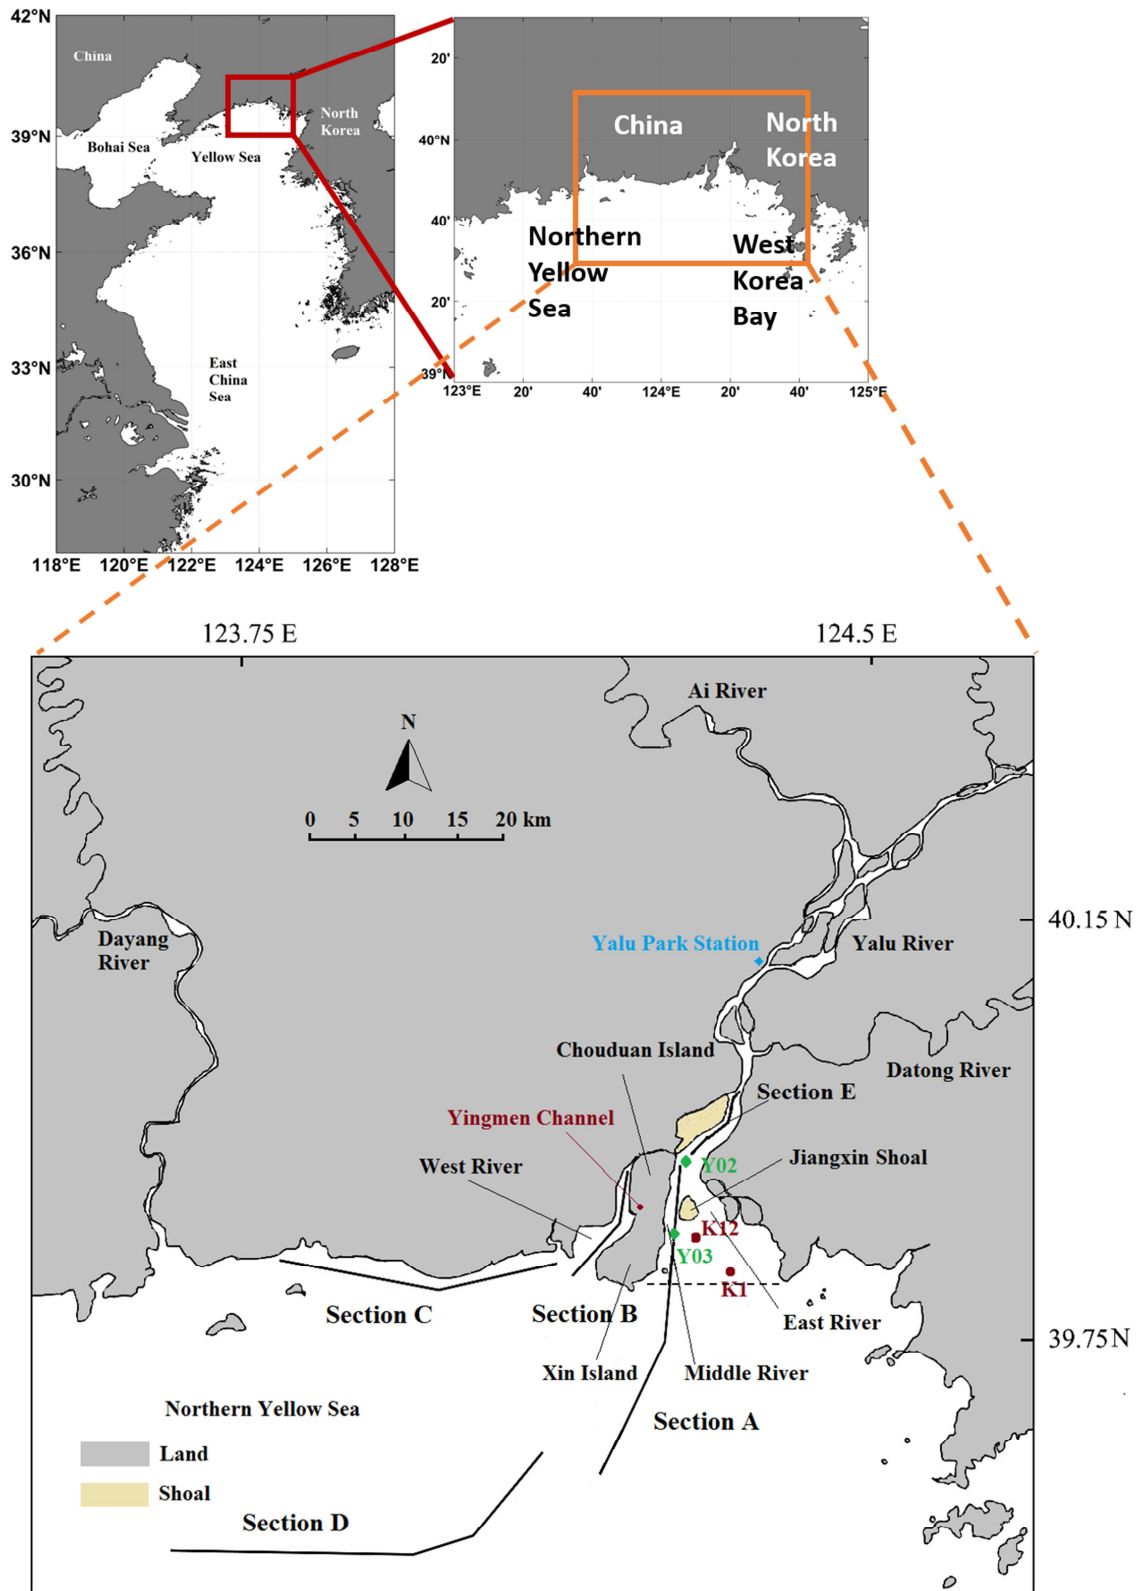 42°N
China
39°N
North
Korea
Bohai Sea
Yellow Sea
36°N
33°N
East
China
Sea
30°N
118°E 120°E 122°E 124°E 126°E 128°E
20'
China
North
Korea
40°N
40'
Northern
Yellow
Sea
West
Korea
Bay
20'
39°N
123°E 20' 40' 124°E 20' 40' 125°E
123.75 E
124.5 E
Ai River
N
0 5 10 15 20 km
40.15 N
Dayang
River
Yalu Park Station
Yalu River
Chouduan Island
Datong River
Section E
Yingmen Channel
West River
Y02
Jiangxin Shoal
K12
Y03
K1
Section C
Section B
East River
39.75 N
Xin Island
Middle River
Northern Yellow Sea
Section A
Land
Shoal
Section D